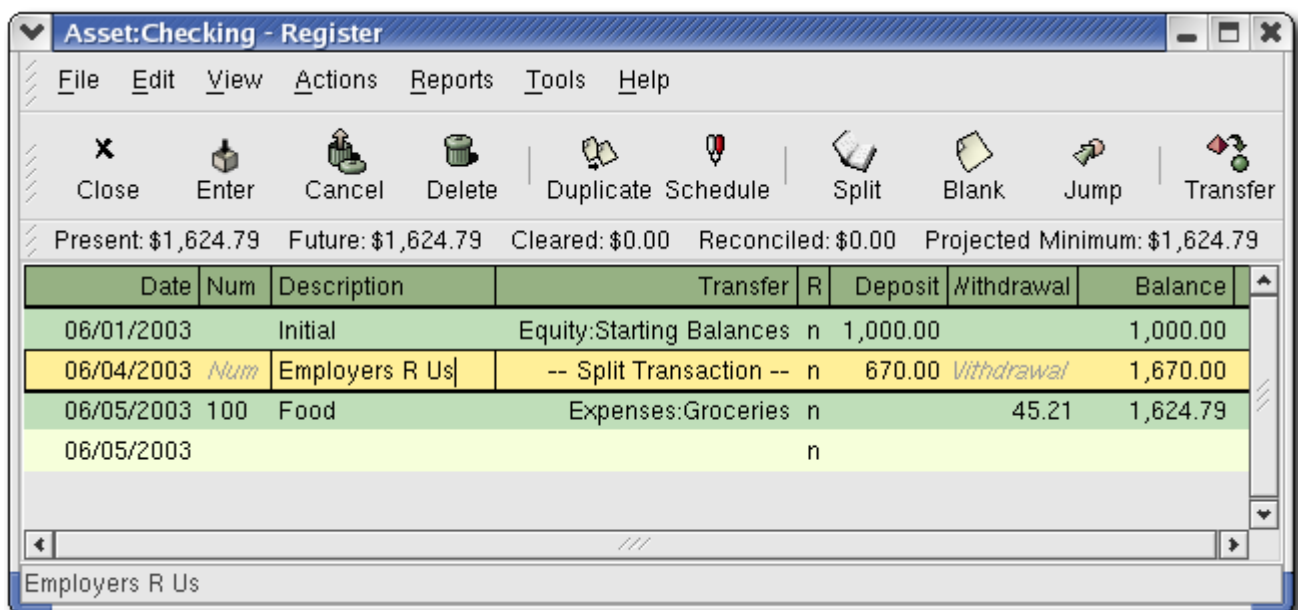 Asset:Checking - Register
File Edit View Actions Reports Tools Help
Close Enter Cancel Delete Duplicate Schedule Split Blank Jump Transfer
Present: $1,624.79 Future: $1,624.79 Cleared: $0.00 Reconciled: $0.00 Projected Minimum: $1,624.79
Date Num Description Transfer R Deposit Withdrawal Balance
06/01/2003 Initial Equity:Starting Balances n 1,000.00 1,000.00
06/04/2003 Num Employers R Us -- Split Transaction -- n 670.00 Withdrawal 1,670.00
06/05/2003 100 Food Expenses:Groceries n 45.21 1,624.79
06/05/2003 n
Employers R Us